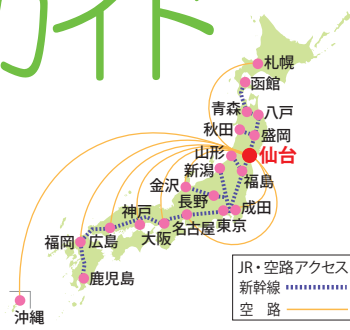 ガイド
札幌
函館
青森
八戸
秋田
盛岡
山形
仙台
新潟
福島
金沢
長野
成田
神戸
東京
名古屋
福岡
広島
大阪
鹿児島
沖縄
JR・空路アクセス
新幹線
空 路